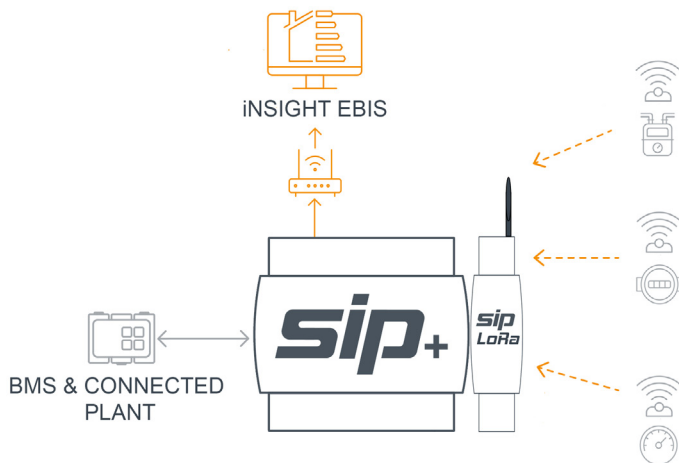 iNSIGHT EBIS
sip+
sip
LoRa
BMS & CONNECTED
PLANT